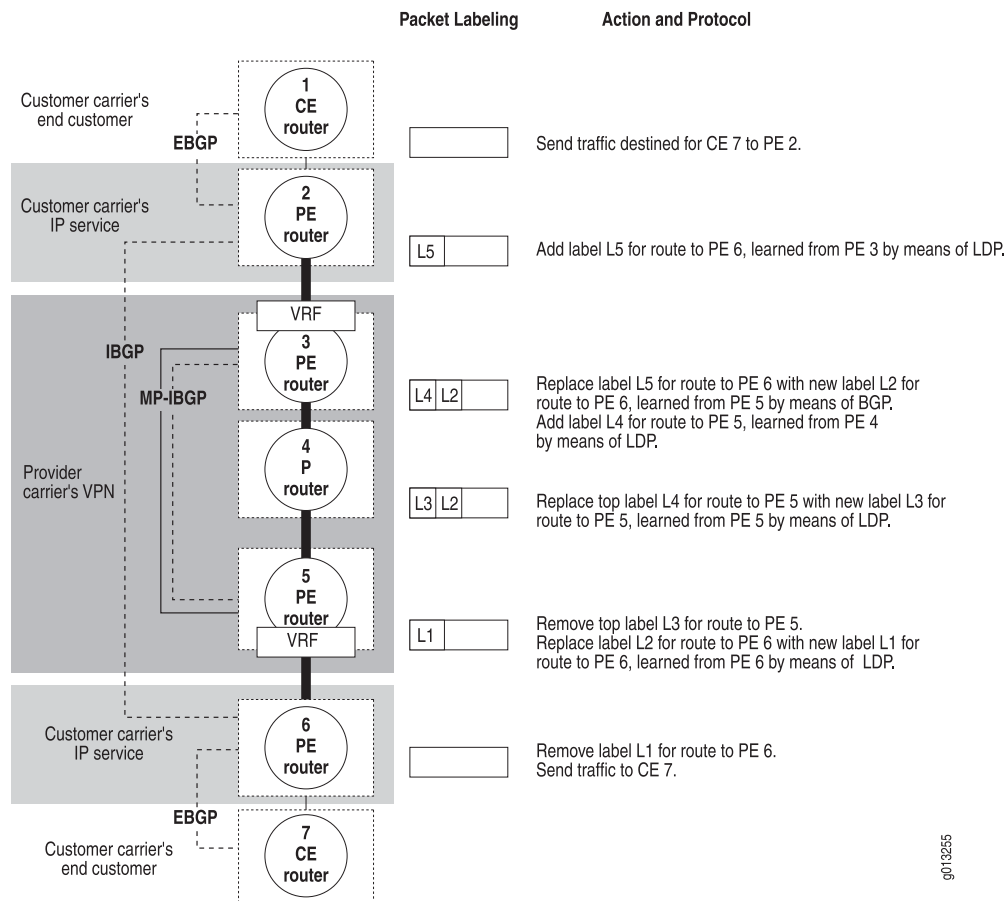 Packet Labeling
Action and Protocol
1
CE
router
Customer carrier's
end customer
EBGP
Send traffic destined for CE 7 to PE 2.
2
PE
router
Customer carrier's
IP service
L5
Add label L5 for route to PE 6, learned from PE 3 by means of LDP.
VRF
3
PE
router
IBGP
MP-IBGP
L4 L2
Replace label L5 for route to PE 6 with new label L2 for
route to PE 6, learned from PE 5 by means of BGP.
Add label L4 for route to PE 5, learned from PE 4
by means of LDP.
4
P
router
Provider
carrier's VPN
L3 L2
Replace top label L4 for route to PE 5 with new label L3 for
route to PE 5, learned from PE 5 by means of LDP.
5
PE
router
VRF
L1
Remove top label L3 for route to PE 5.
Replace label L2 for route to PE 6 with new label L1 for
route to PE 6, learned from PE 6 by means of LDP.
6
PE
router
Customer carrier's
IP service
Remove label L1 for route to PE 6.
Send traffic to CE 7.
EBGP
7
CE
router
Customer carrier's
end customer
g013255